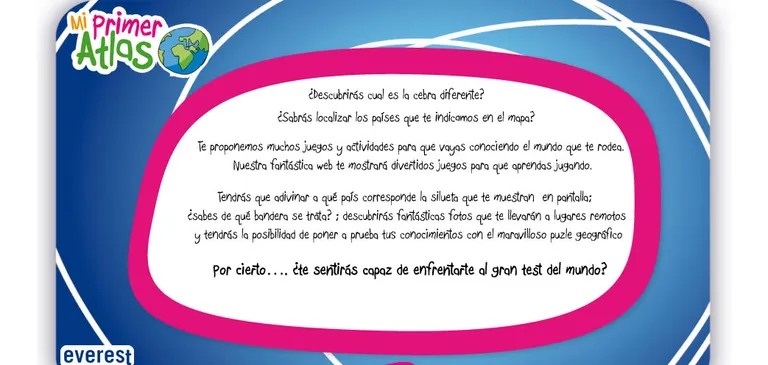 Mi
Primer
Atlas
¿Descubrirás cual es la cebra diferente?
¿Sabrás localizar los países que te indicamos en el mapa?
Te proponemos muchos juegos y actividades para que vayas conociendo el mundo que te rodea.
Nuestra fantástica web te mostrará divertidos juegos para que aprendas jugando.
Tendrás que adivinar a qué país corresponde la silueta que te muestran en pantalla;
¿sabes de qué bandera se trata? ; descubrirás fantásticas fotos que te llevarán a lugares remotos
y tendrás la posibilidad de poner a prueba tus conocimientos con el maravilloso puzle geográfico
Por cierto.... ¿te sentirás capaz de enfrentarte al gran test del mundo?
everest